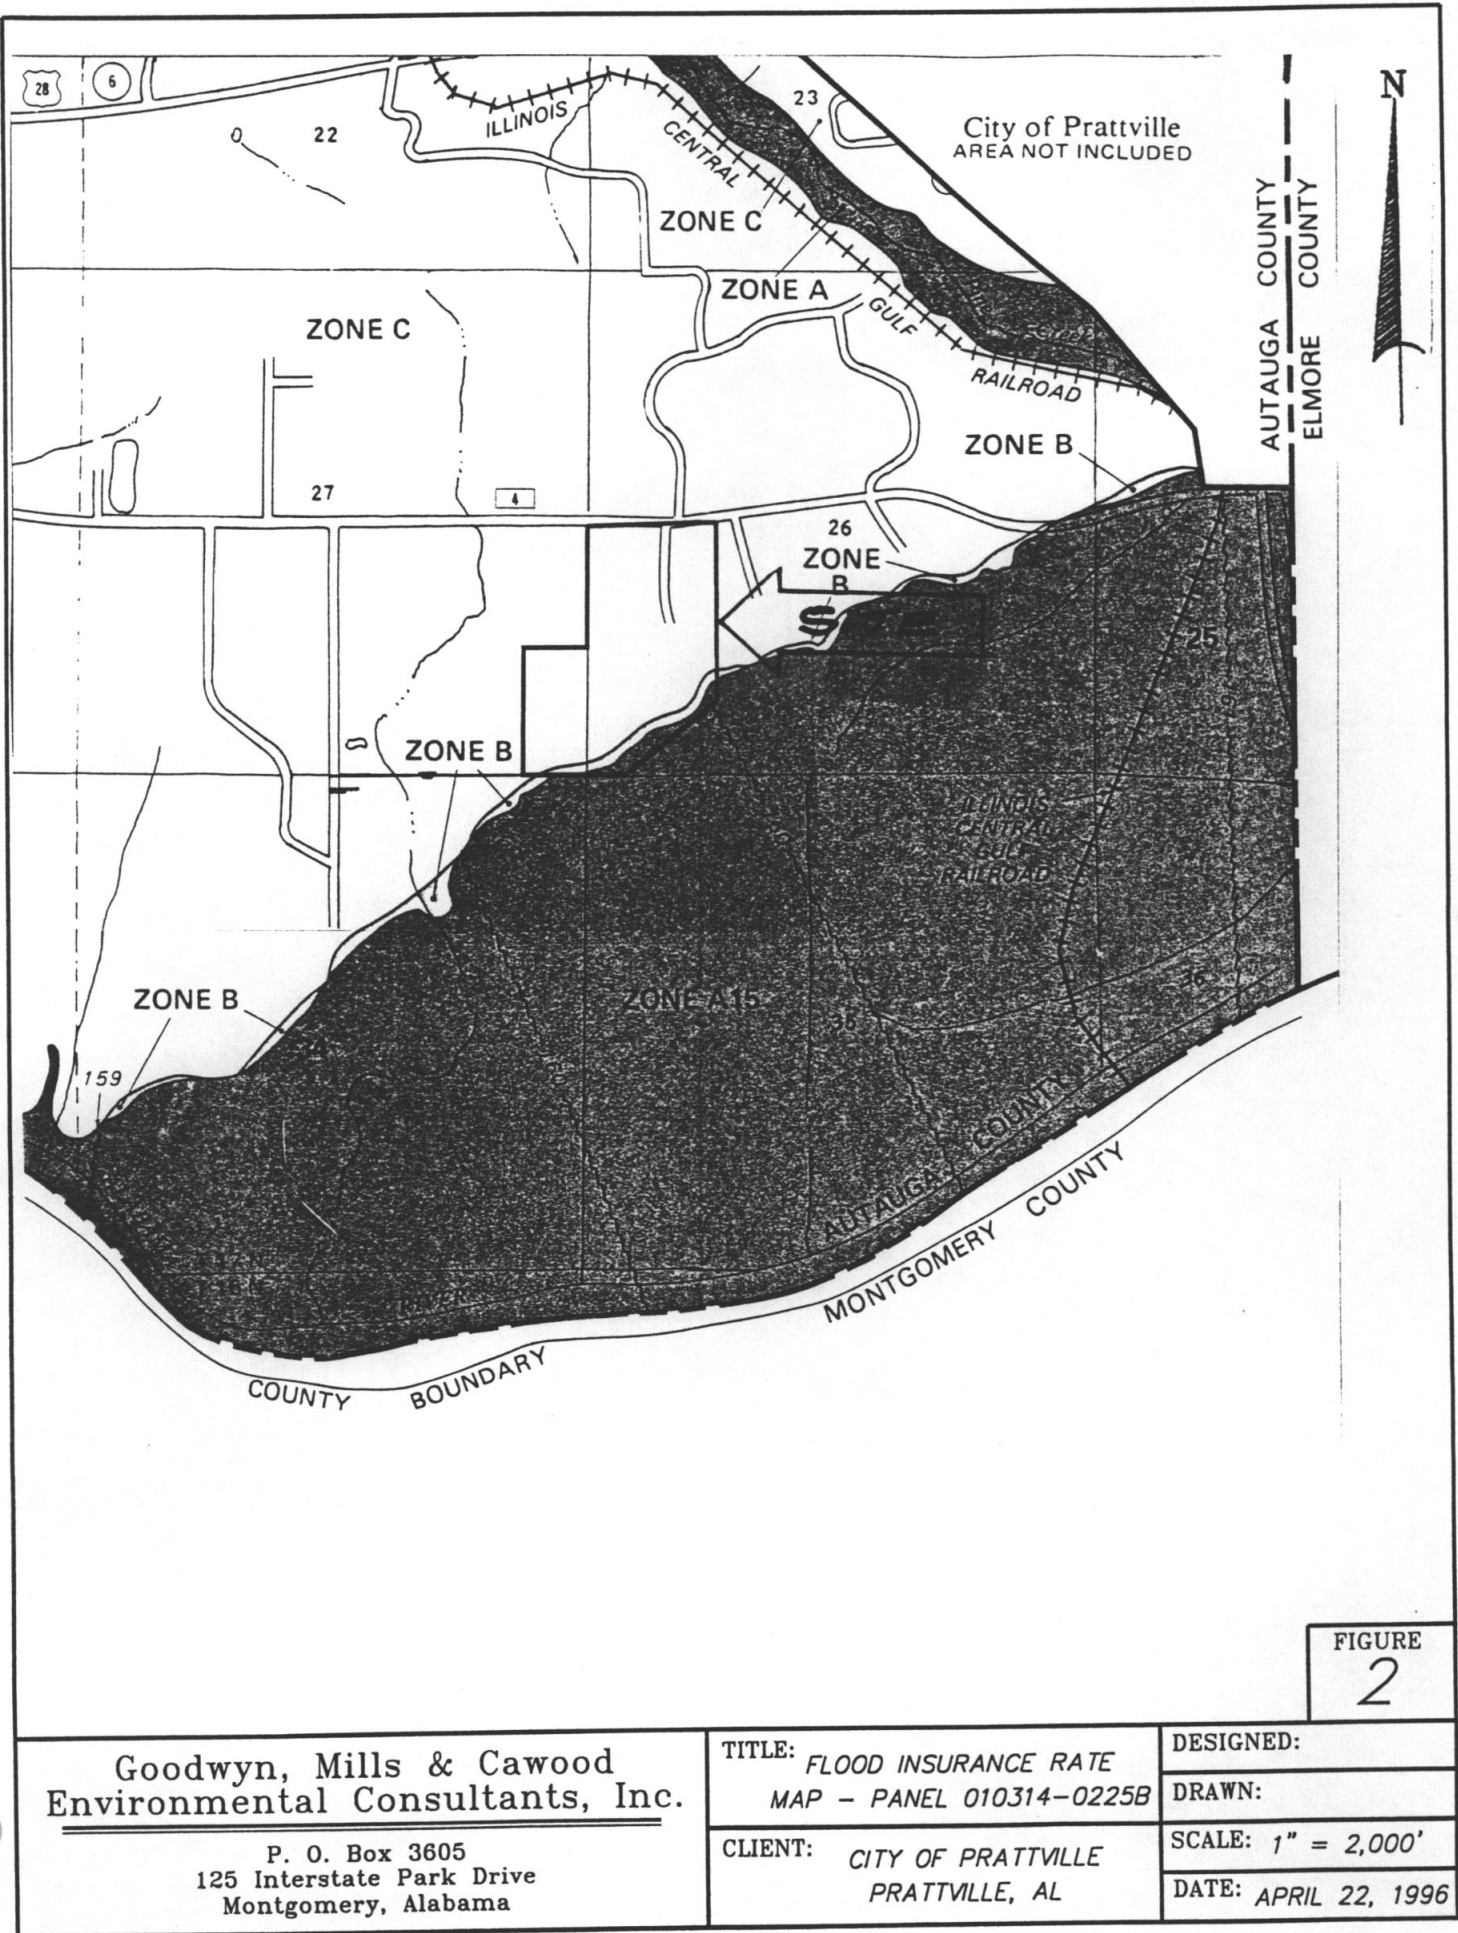 28
6
22
ILLINOIS
CENTRAL
GULF
RAILROAD
23
City of Prattville
AREA NOT INCLUDED
N
AUTAUGA COUNTY
ELMORE COUNTY
ZONE C
ZONE A
ZONE C
Creek
ZONE B
27
4
26
ZONE
B
25
ZONE B
ILLINOIS
CENTRAL
GULF
RAILROAD
ZONE B
ZONE A15
35
36
159
AUTAUGA COUNTY
MONTGOMERY COUNTY
RIVER
COUNTY BOUNDARY
FIGURE
2
Goodwyn, Mills & Cawood
Environmental Consultants, Inc.
P. O. Box 3605
125 Interstate Park Drive
Montgomery, Alabama
TITLE: FLOOD INSURANCE RATE
MAP - PANEL 010314-0225B
CLIENT: CITY OF PRATTVILLE
PRATTVILLE, AL
DESIGNED:
DRAWN:
SCALE: 1" = 2,000'
DATE: APRIL 22, 1996